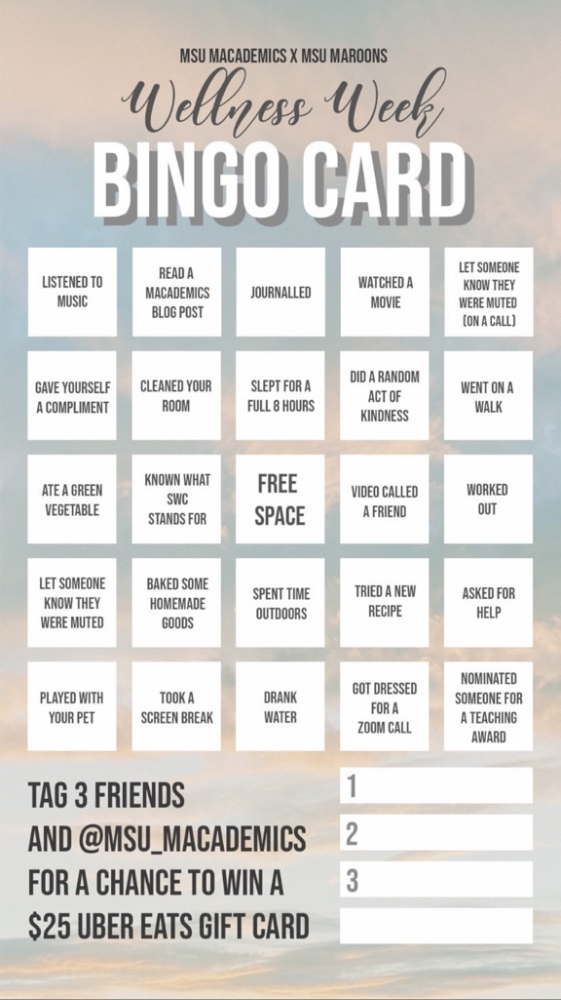 MSU MACADEMICS X MSU MAROONS
Wellness Week
BINGO CARD
LISTENED TO
MUSIC
READ A
MACADEMICS
BLOG POST
JOURNALLED
WATCHED A
MOVIE
LET SOMEONE
KNOW THEY
WERE MUTED
(ON A CALL)
GAVE YOURSELF
A COMPLIMENT
CLEANED YOUR
ROOM
SLEPT FOR A
FULL 8 HOURS
DID A RANDOM
ACT OF
KINDNESS
WENT ON A
WALK
ATE A GREEN
VEGETABLE
KNOWN WHAT
SWC
STANDS FOR
FREE
SPACE
VIDEO CALLED
A FRIEND
WORKED
OUT
LET SOMEONE
KNOW THEY
WERE MUTED
BAKED SOME
HOMEMADE
GOODS
SPENT TIME
OUTDOORS
TRIED A NEW
RECIPE
ASKED FOR
HELP
PLAYED WITH
YOUR PET
TOOK A
SCREEN BREAK
DRANK
WATER
GOT DRESSED
FOR A
ZOOM CALL
NOMINATED
SOMEONE FOR
A TEACHING
AWARD
TAG 3 FRIENDS
AND @MSU_MACADEMICS
FOR A CHANCE TO WIN A
$25 UBER EATS GIFT CARD
1
2
3